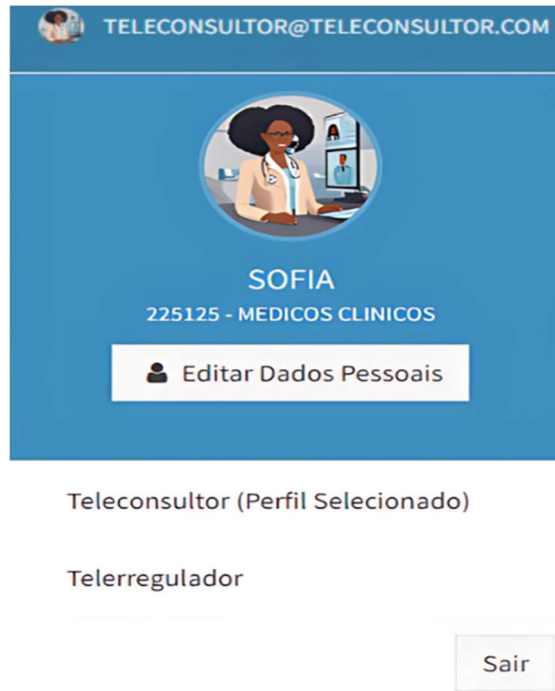 TELECONSULTOR@TELECONSULTOR.COM
SOFIA
225125 - MEDICOS CLINICOS
Editar Dados Pessoais
Teleconsultor (Perfil Selecionado)
Telerregulador
Sair